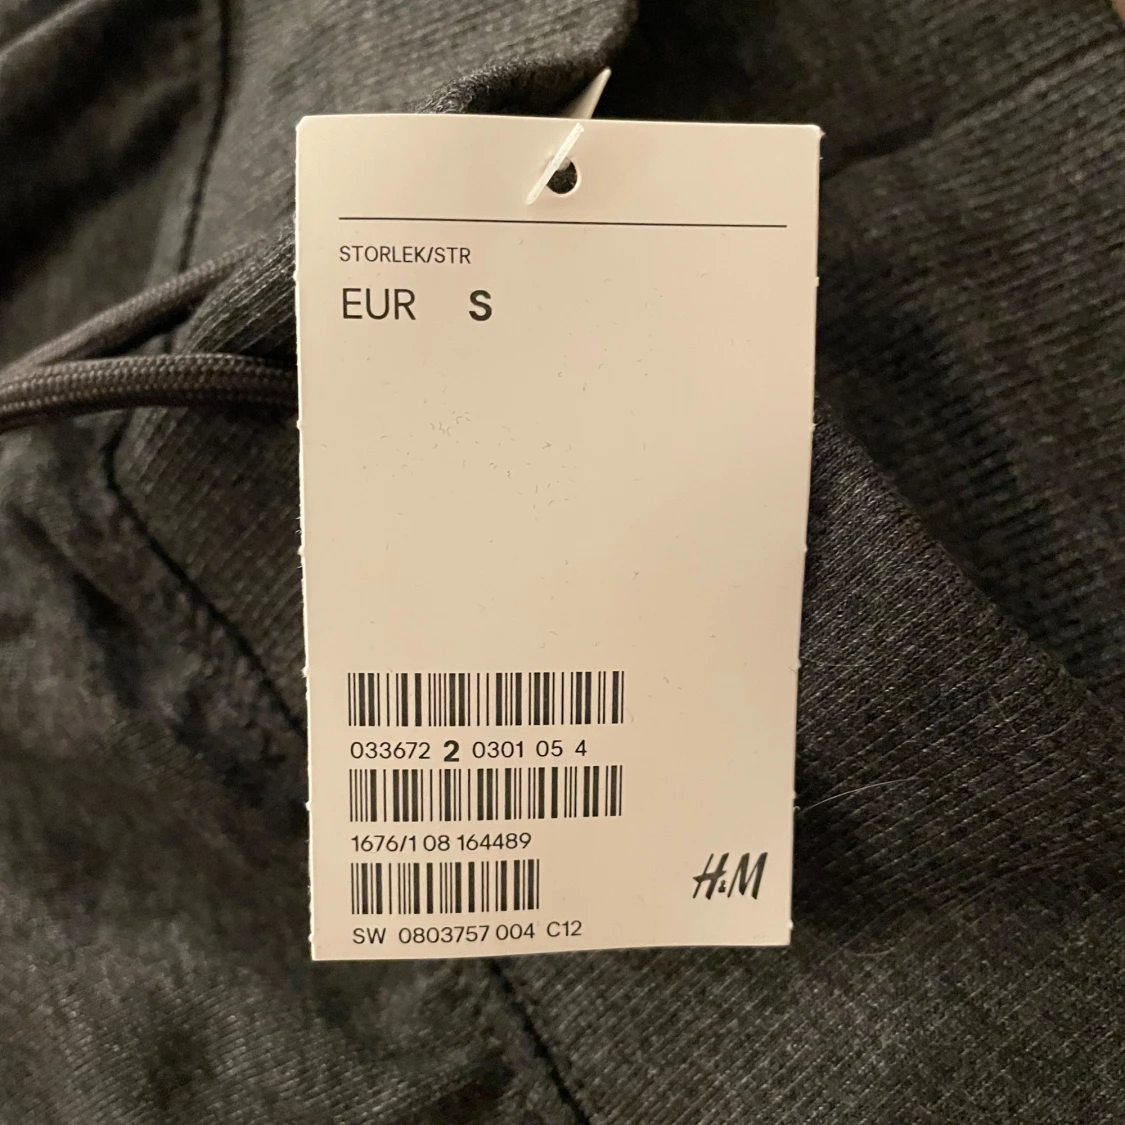 STORLEK/STR
EUR S
033672 2 0301 05 4
1676/1 08 164489
H&M
SW 0803757 004 C12